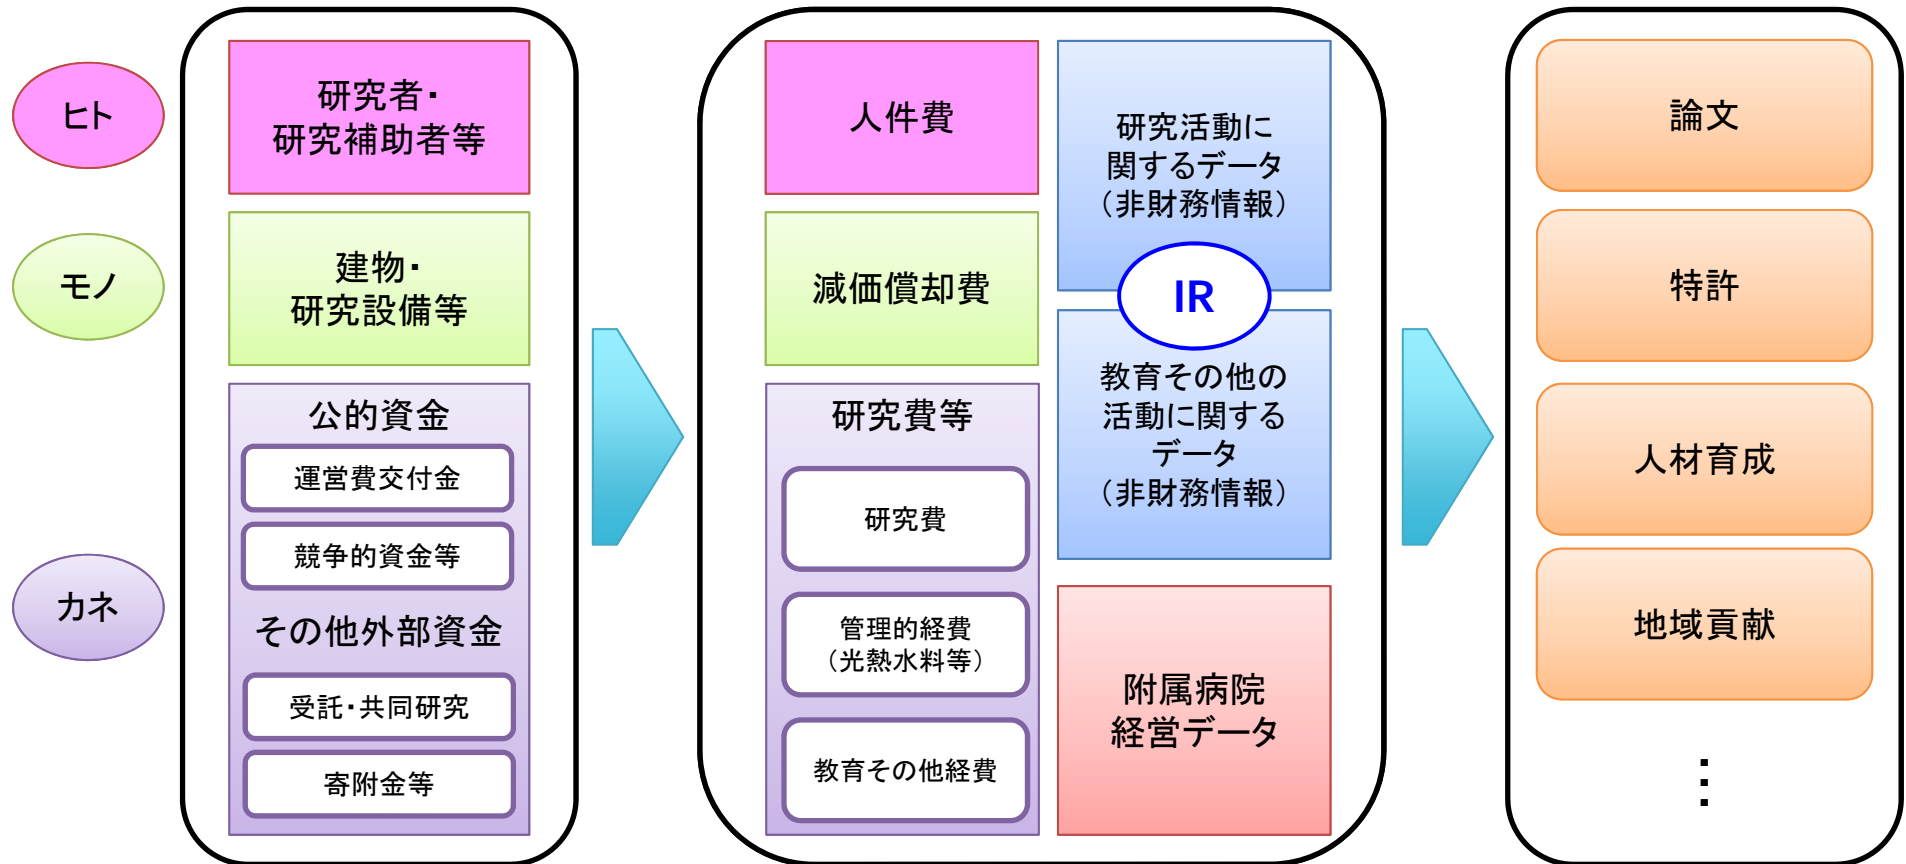 ヒト
モノ
カネ
研究者・
研究補助者等
建物・
研究設備等
公的資金
運営費交付金
競争的資金等
その他外部資金
受託・共同研究
寄附金等
人件費
減価償却費
研究費等
研究費
管理的経費
（光熱水料等）
教育その他経費
研究活動に
関するデータ
（非財務情報）
IR
教育その他の
活動に関する
データ
（非財務情報）
附属病院
経営データ
論文
特許
人材育成
地域貢献
⋮